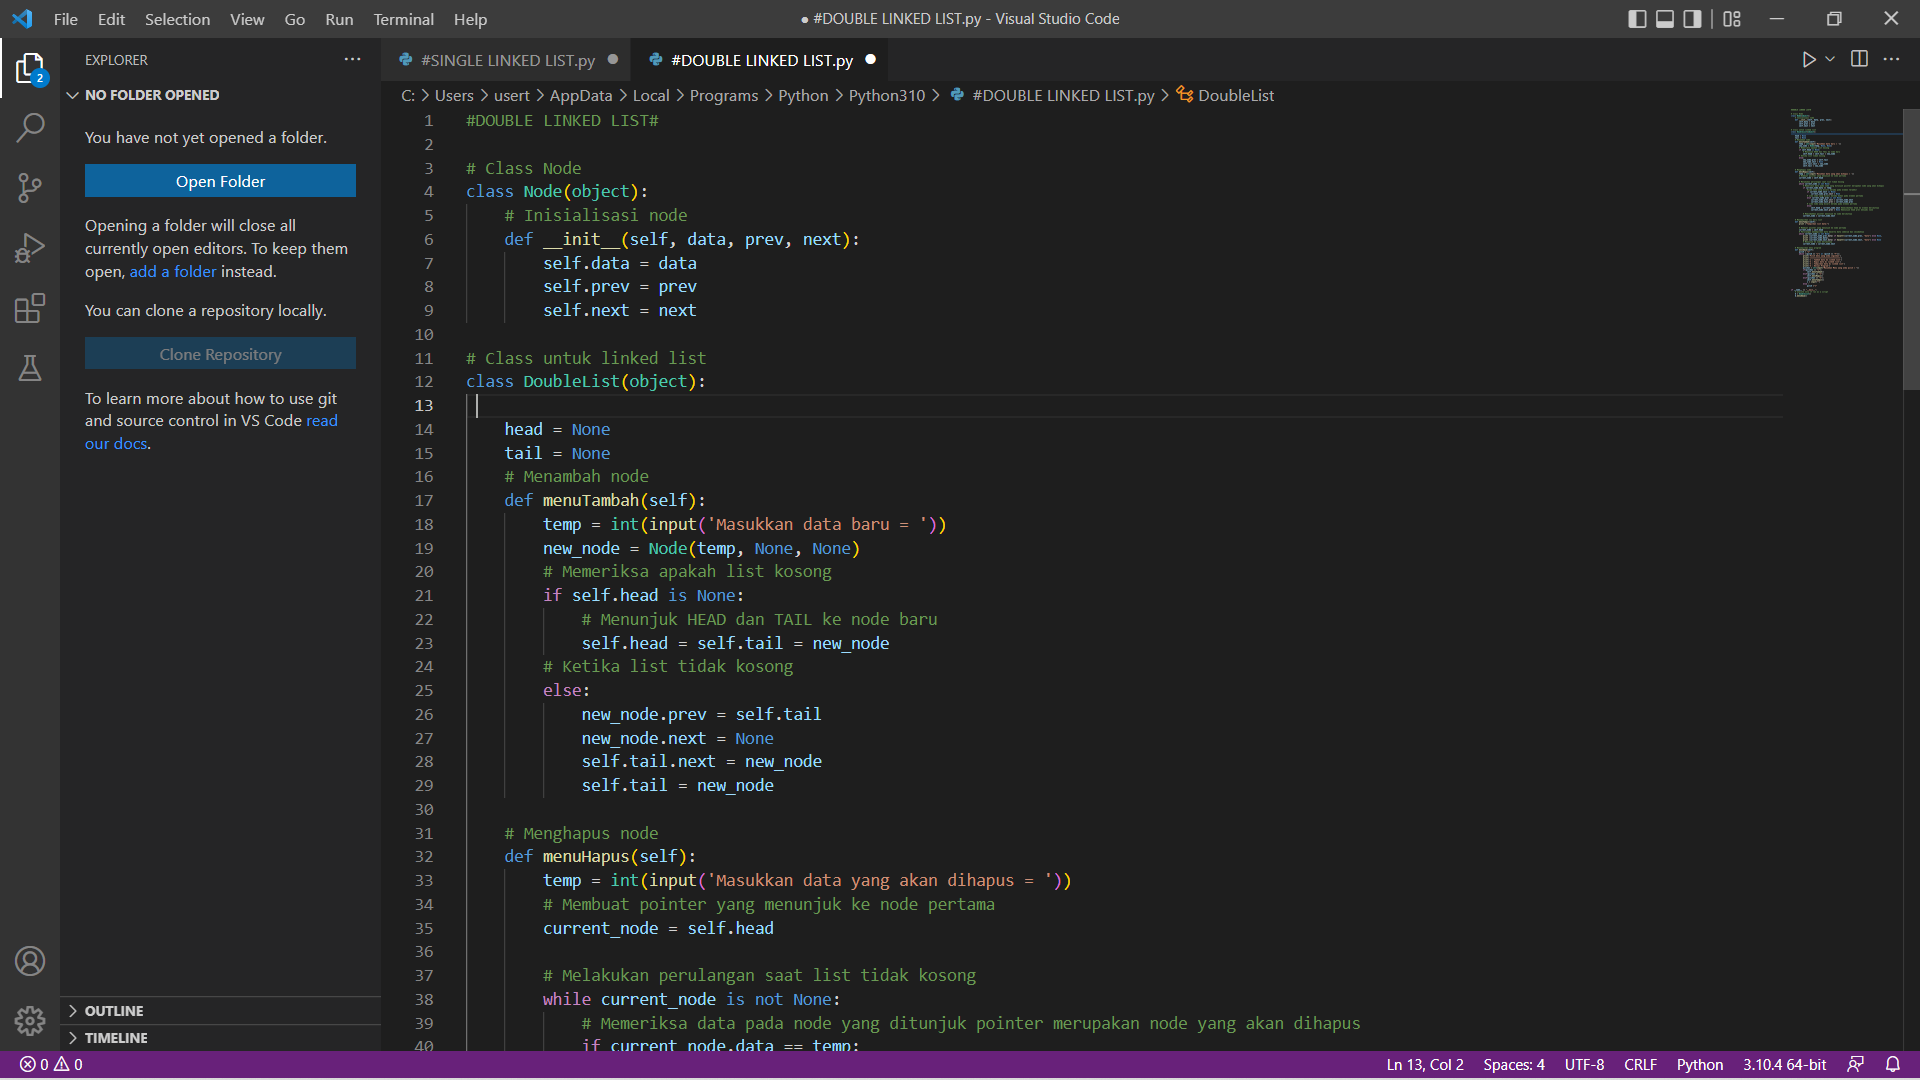 File Edit Selection View Go Run Terminal Help
● #DOUBLE LINKED LIST.py - Visual Studio Code
EXPLORER
#SINGLE LINKED LIST.py
#DOUBLE LINKED LIST.py
C: > Users > usert > AppData > Local > Programs > Python > Python310 > #DOUBLE LINKED LIST.py > DoubleList
2
NO FOLDER OPENED
You have not yet opened a folder.
Open Folder
Opening a folder will close all
currently open editors. To keep them
open, add a folder instead.
You can clone a repository locally.
Clone Repository
To learn more about how to use git
and source control in VS Code read
our docs.
OUTLINE
TIMELINE
1 #DOUBLE LINKED LIST#
2
3 # Class Node
4 class Node(object):
5     # Inisialisasi node
6     def __init__(self, data, prev, next):
7         self.data = data
8         self.prev = prev
9         self.next = next
10
11 # Class untuk linked list
12 class DoubleList(object):
13
14     head = None
15     tail = None
16     # Menambah node
17     def menuTambah(self):
18         temp = int(input('Masukkan data baru = '))
19         new_node = Node(temp, None, None)
20         # Memeriksa apakah list kosong
21         if self.head is None:
22             # Menunjuk HEAD dan TAIL ke node baru
23             self.head = self.tail = new_node
24         # Ketika list tidak kosong
25         else:
26             new_node.prev = self.tail
27             new_node.next = None
28             self.tail.next = new_node
29             self.tail = new_node
30
31     # Menghapus node
32     def menuHapus(self):
33         temp = int(input('Masukkan data yang akan dihapus = '))
34         # Membuat pointer yang menunjuk ke node pertama
35         current_node = self.head
36
37         # Melakukan perulangan saat list tidak kosong
38         while current_node is not None:
39             # Memeriksa data pada node yang ditunjuk pointer merupakan node yang akan dihapus
40             if current_node.data == temp:
0 0
Ln 13, Col 2 Spaces: 4 UTF-8 CRLF Python 3.10.4 64-bit